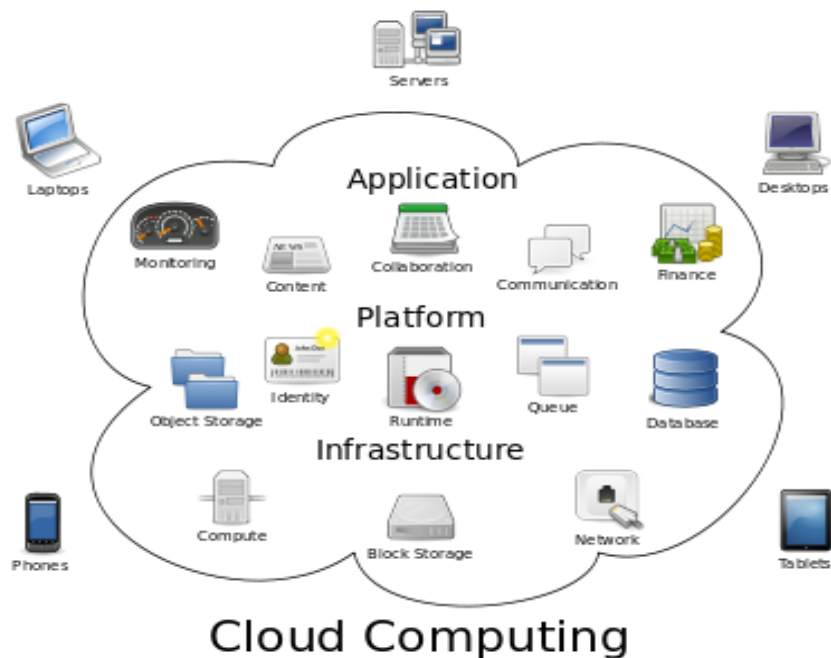 Servers
Laptops
Desktops
Application
Monitoring
Content
Collaboration
Communication
Finance
Platform
Object Storage
Identity
Runtime
Queue
Database
Infrastructure
Compute
Block Storage
Network
Phones
Tablets
Cloud Computing